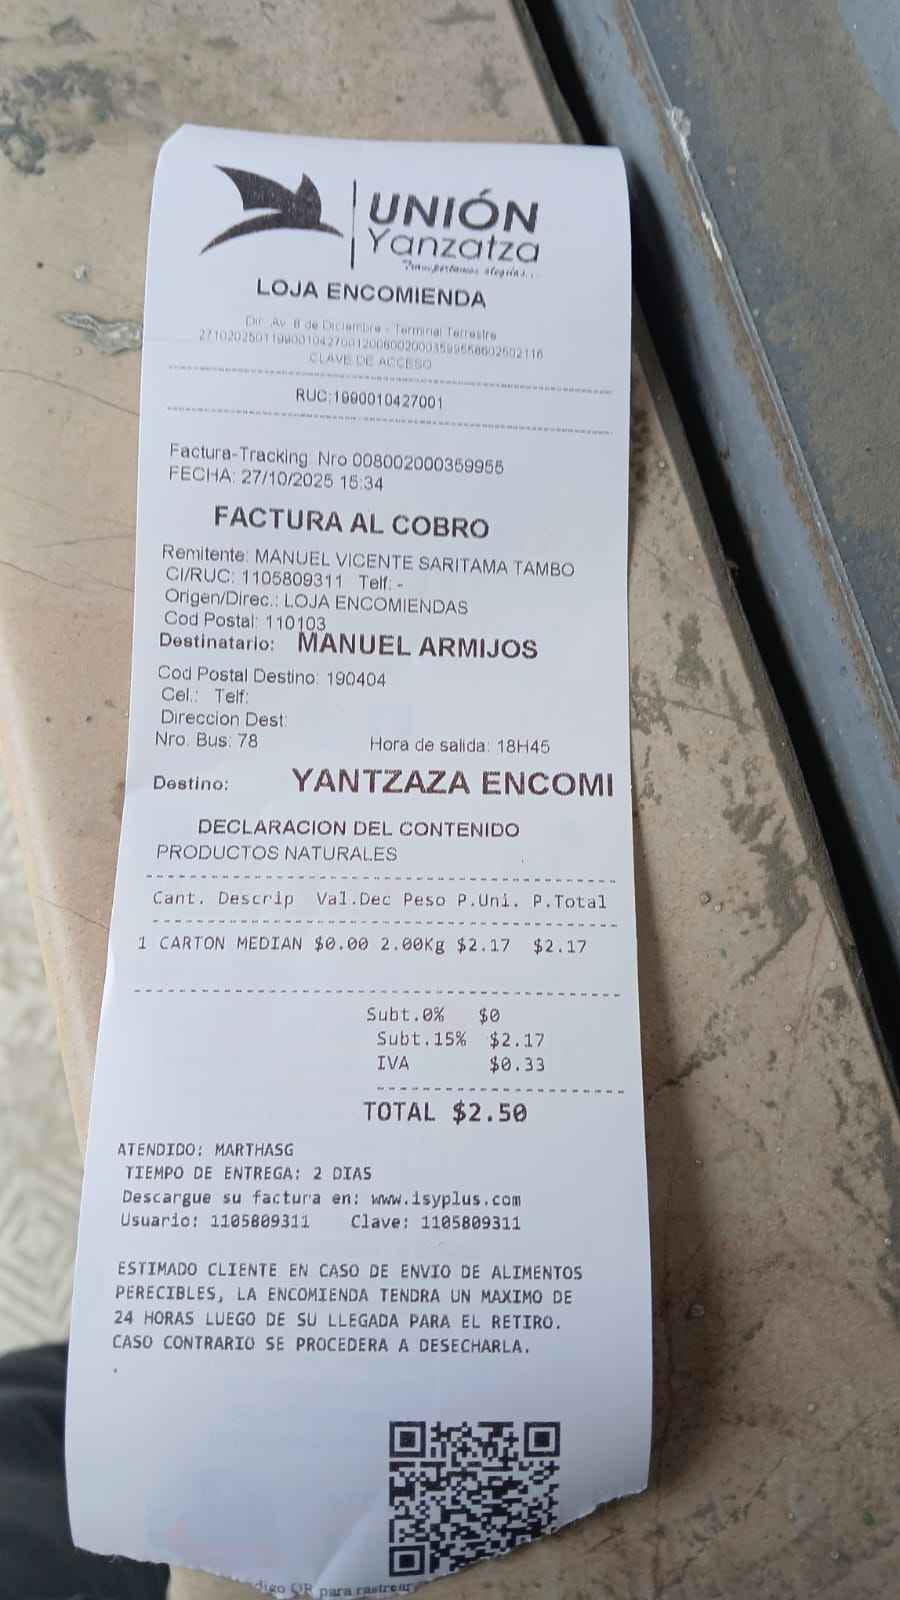 UNIÓN
Yanzatza
Transportamos alegrías...
LOJA ENCOMIENDA
Dir: Av. 8 de Diciembre - Terminal Terrestre
CLAVE DE ACCESO
RUC:1990010427001
Factura-Tracking Nro 008002000359955
FECHA: 27/10/2025 15:34
FACTURA AL COBRO
Remitente: MANUEL VICENTE SARITAMA TAMBO
CI/RUC: 1105809311 Telf: -
Origen/Direc.: LOJA ENCOMIENDAS
Cod Postal: 110103
Destinatario: MANUEL ARMIJOS
Cod Postal Destino: 190404
Cel.: Telf:
Direccion Dest:
Nro. Bus: 78 Hora de salida: 18H45
Destino: YANTZAZA ENCOMI
DECLARACION DEL CONTENIDO
PRODUCTOS NATURALES
Cant. Descrip Val.Dec Peso P.Uni. P.Total
1 CARTON MEDIAN $0.00 2.00Kg $2.17 $2.17
Subt.0% $0
Subt.15% $2.17
IVA $0.33
TOTAL $2.50
ATENDIDO: MARTHASG
TIEMPO DE ENTREGA: 2 DIAS
Descargue su factura en: www.isyplus.com
Usuario: 1105809311 Clave: 1105809311
ESTIMADO CLIENTE EN CASO DE ENVIO DE ALIMENTOS
PERECIBLES, LA ENCOMIENDA TENDRA UN MAXIMO DE
24 HORAS LUEGO DE SU LLEGADA PARA EL RETIRO.
CASO CONTRARIO SE PROCEDERA A DESECHARLA.
digo QR para rastrear